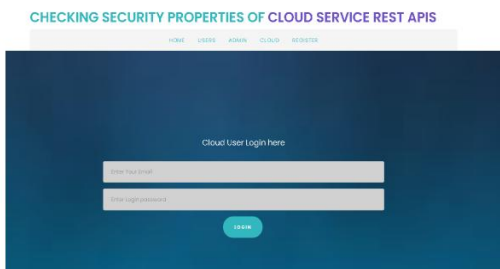 CHECKING SECURITY PROPERTIES OF CLOUD SERVICE REST APIS
HOME USERS ADMIN CLOUD REGISTER
Cloud User Login here
Enter Your Email
Enter Login password
LOGIN